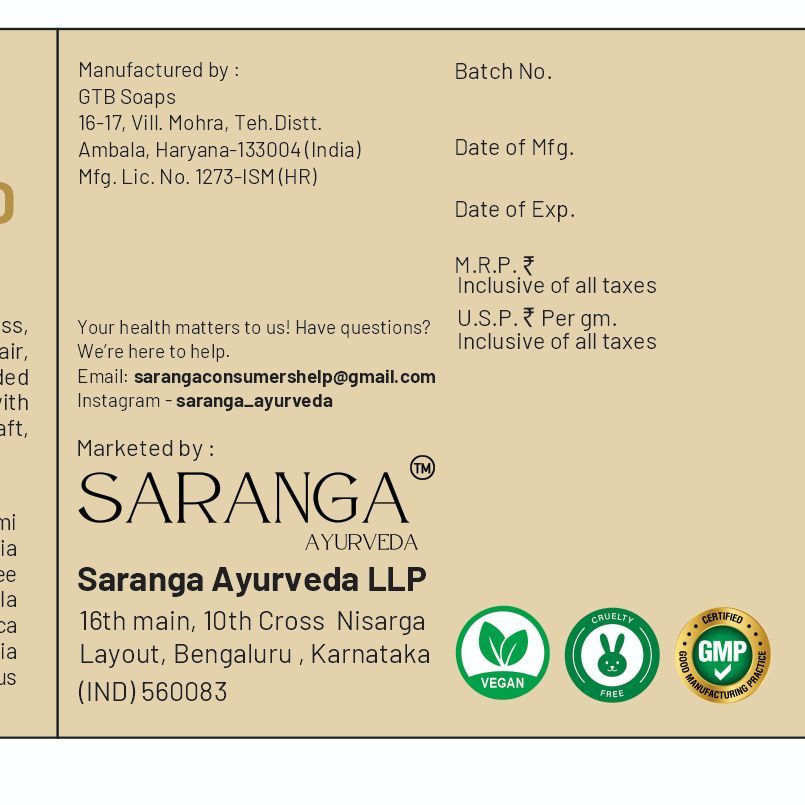 ss,
air,
ded
with
aft,
mi
ia
ee
la
ca
ia
us
Manufactured by :
GTB Soaps
16-17, Vill. Mohra, Teh.Distt.
Ambala, Haryana-133004 (India)
Mfg. Lic. No. 1273-ISM (HR)
Your health matters to us! Have questions?
We're here to help.
Email: sarangaconsumershelp@gmail.com
Instagram - saranga_ayurveda
Marketed by :
SARANGA TM
AYURVEDA
Saranga Ayurveda LLP
16th main, 10th Cross Nisarga
Layout, Bengaluru , Karnataka
(IND) 560083
Batch No.
Date of Mfg.
Date of Exp.
M.R.P. ₹
Inclusive of all taxes
U.S.P. ₹ Per gm.
Inclusive of all taxes
VEGAN
CRUELTY
FREE
CERTIFIED
GMP
GOOD MANUFACTURING PRACTICE